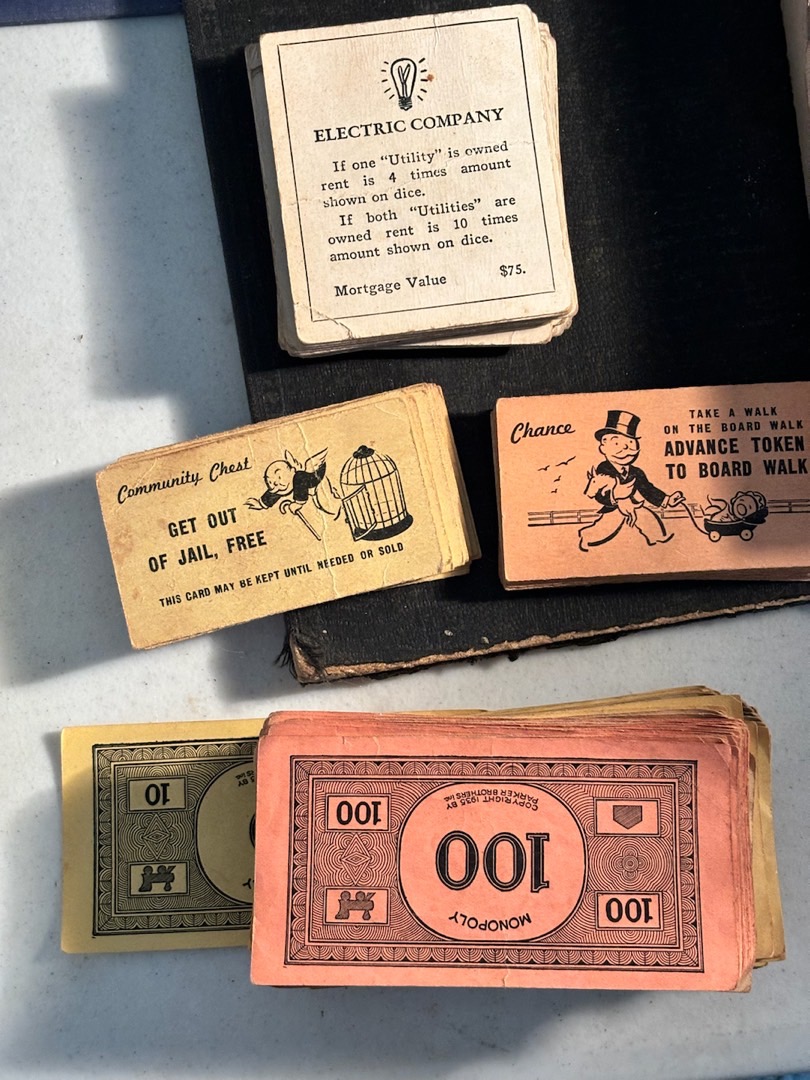 ELECTRIC COMPANY
If one “Utility” is owned
rent is 4 times amount
shown on dice.
If both “Utilities” are
owned rent is 10 times
amount shown on dice.
Mortgage Value $75.
Community Chest
GET OUT
OF JAIL, FREE
THIS CARD MAY BE KEPT UNTIL NEEDED OR SOLD
Chance
TAKE A WALK
ON THE BOARD WALK
ADVANCE TOKEN
TO BOARD WALK
10
100
MONOPOLY
100
100
COPYRIGHT 1935 BY
PARKER BROTHERS INC.